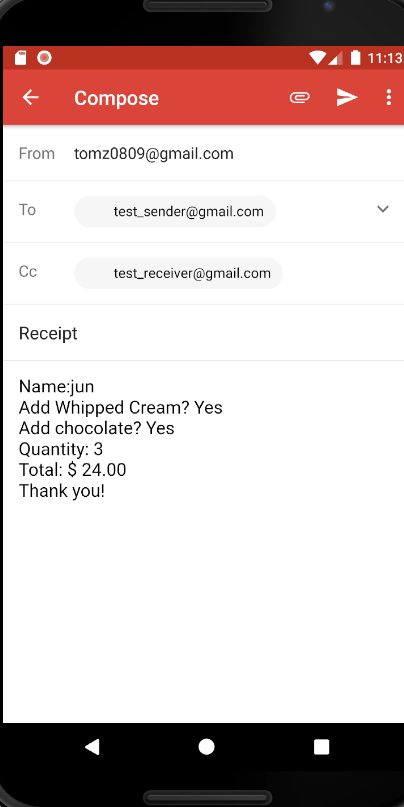 11:13
Compose
From tomz0809@gmail.com
To test_sender@gmail.com
Cc test_receiver@gmail.com
Receipt
Name:jun
Add Whipped Cream? Yes
Add chocolate? Yes
Quantity: 3
Total: $ 24.00
Thank you!